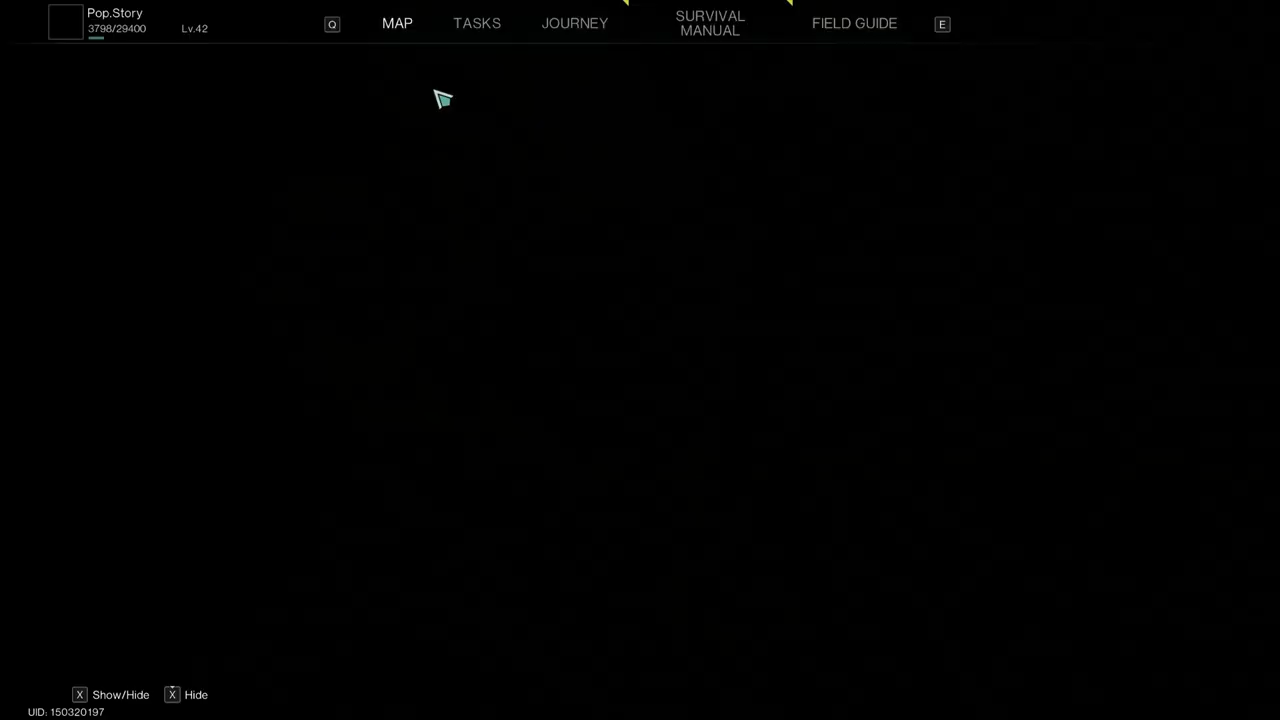 Pop.Story
3798/29400 Lv.42
Q MAP TASKS JOURNEY SURVIVAL MANUAL FIELD GUIDE E
X Show/Hide X Hide
UID: 150320197